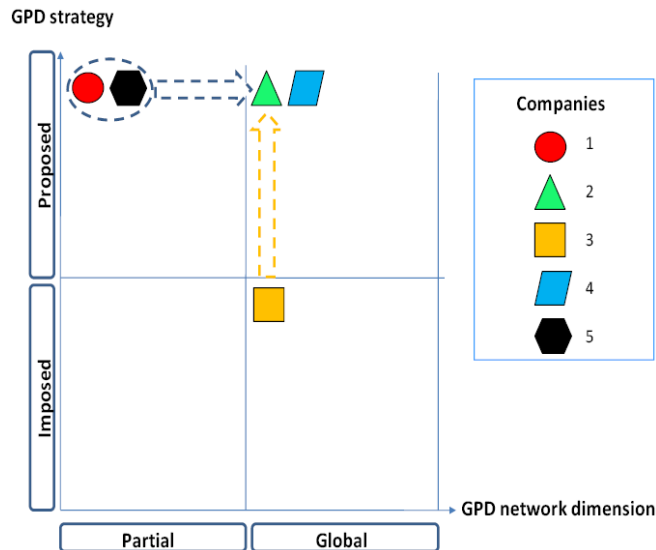 GPD strategy
Proposed
Imposed
Partial
Global
GPD network dimension
Companies
1
2
3
4
5